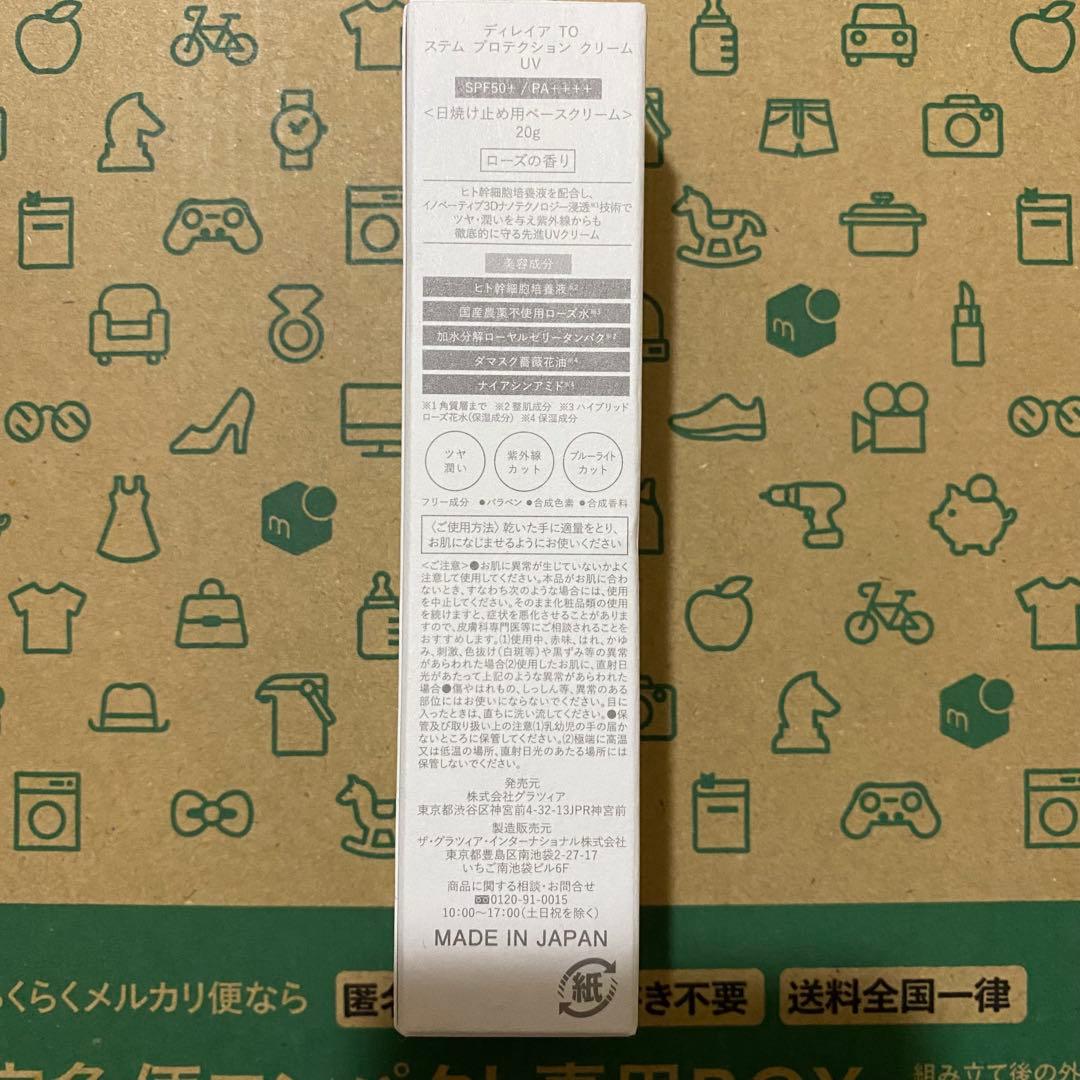 ディレイア TO
ステム プロテクション クリーム
UV
SPF50+ / PA++++
<日焼け止め用ベースクリーム>
20g
ローズの香り
ヒト幹細胞培養液を配合し、
イノベーティブ3Dナノテクノロジー浸透※1技術で
ツヤ・潤いを与え紫外線からも
徹底的に守る先進UVクリーム
美容成分
ヒト幹細胞培養液※2
国産農薬不使用ローズ水※3
加水分解ローヤルゼリータンパク※2
ダマスク薔薇花油※4
ナイアシンアミド※4
※1 角質層まで ※2 整肌成分 ※3 ハイブリッド
ローズ花水(保湿成分) ※4 保湿成分
ツヤ
潤い
紫外線
カット
ブルーライト
カット
フリー成分 ●パラベン ●合成色素 ●合成香料
〈ご使用方法〉乾いた手に適量をとり、
お肌になじませるようにお使いください
<ご注意>●お肌に異常が生じていないかよく
注意して使用してください。本品がお肌に合わ
ないとき、すなわち次のような場合には、使用
を中止してください。そのまま化粧品類の使用
を続けますと、症状を悪化させることがありま
すので、皮膚科専門医等にご相談されることを
おすすめします。(1)使用中、赤味、はれ、かゆ
み、刺激、色抜け(白斑等)や黒ずみ等の異常
があらわれた場合(2)使用したお肌に、直射日
光があたって上記のような異常があらわれた
場合●傷やはれもの、しっしん等、異常のある
部位にはお使いにならないでください。目に
入ったときは、直ちに洗い流してください。●保
管及び取り扱い上の注意(1)乳幼児の手の届か
ないところに保管してください。(2)極端に高温
又は低温の場所、直射日光のあたる場所には
保管しないでください。
発売元
株式会社グラツィア
東京都渋谷区神宮前4-32-13JPR神宮前
製造販売元
ザ・グラツィア・インターナショナル株式会社
東京都豊島区南池袋2-27-17
いちご南池袋ビル6F
商品に関する相談・お問合せ
0120-91-0015
10:00〜17:00(土日祝を除く)
MADE IN JAPAN
紙
m
m
m
くらくメルカリ便なら
匿名
き不要
送料全国一律
組み立て後の外